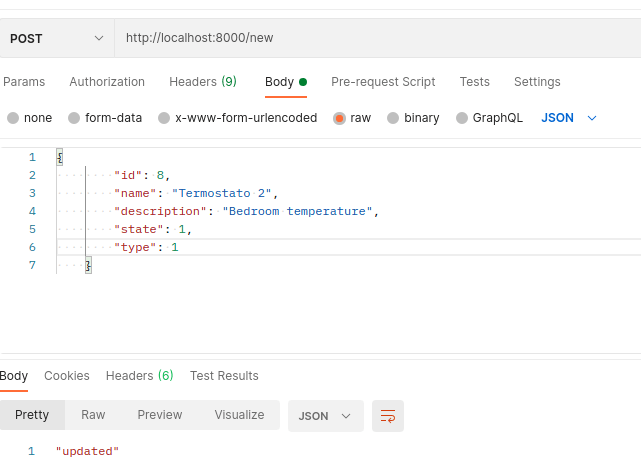 POST http://localhost:8000/new
Params Authorization Headers (9) Body Pre-request Script Tests Settings
none form-data x-www-form-urlencoded raw binary GraphQL JSON
1 {
2 "id": 8,
3 "name": "Termostato 2",
4 "description": "Bedroom temperature",
5 "state": 1,
6 "type": 1
7 }
Body Cookies Headers (6) Test Results
Pretty Raw Preview Visualize JSON
1 "updated"